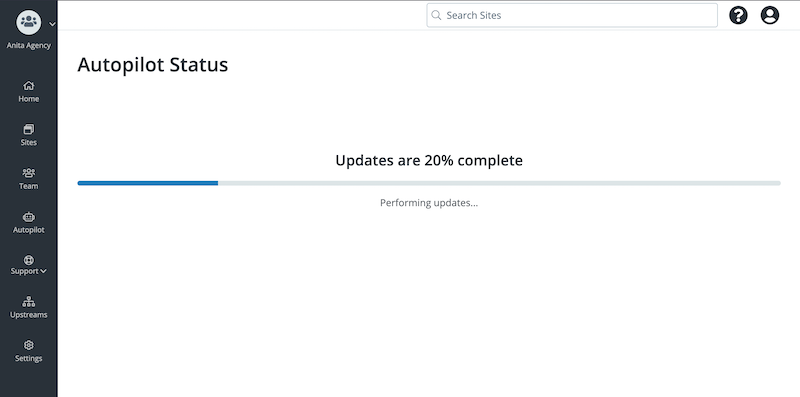 Anita Agency
Home
Sites
Team
Autopilot
Support
Upstreams
Settings
Search Sites
?
Autopilot Status
Updates are 20% complete
Performing updates...